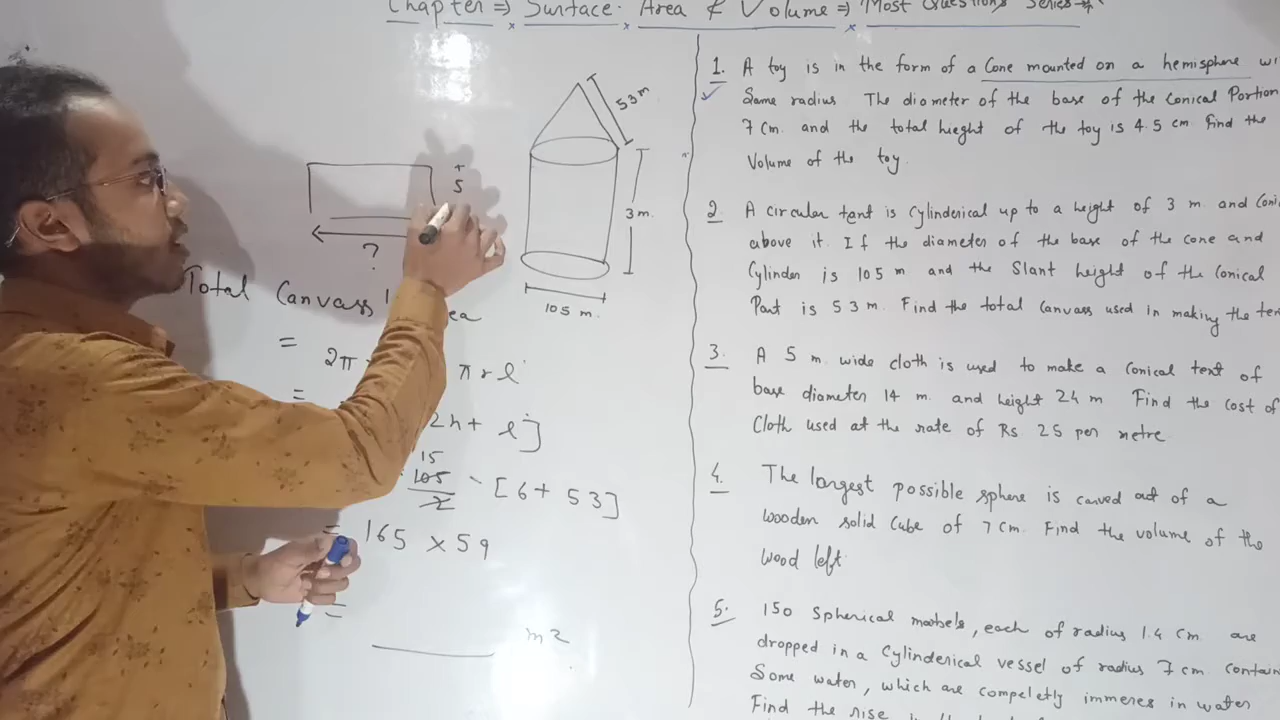 Chapter ⇒ Surface Area & Volume ⇒ Most Questions Series
5
?
53 m
3 m.
105 m.
Total Canvass
= 2π π r l
=
2h + l]
15
105
2
[6 + 53]
= 165 × 59
= m²
1. A toy is in the form of a Cone mounted on a hemisphere
Same radius The diameter of the base of the Conical Portion
7 cm. and the total hieght of the toy is 4.5 cm Find the
Volume of the toy
2. A circular tent is Cylinderical up to a height of 3 m. and
above it. If the diameter of the base of the cone and
Cylinder is 105 m and the Slant height of the Conical
Part is 53 m. Find the total Canvass used in making the
3. A 5 m. wide cloth is used to make a Conical tent of
base diameter 14 m. and height 24 m Find the cost of
Cloth used at the rate of Rs 25 per metre
4. The largest possible sphere is carved out of a
wooden solid Cube of 7 cm. Find the volume of the
wood left
5. 150 Spherical marbels, each of radius 1.4 cm. are
dropped in a Cylinderical vessel of radius 7 cm
Some water, which are compeletly immeres in water
Find the rise